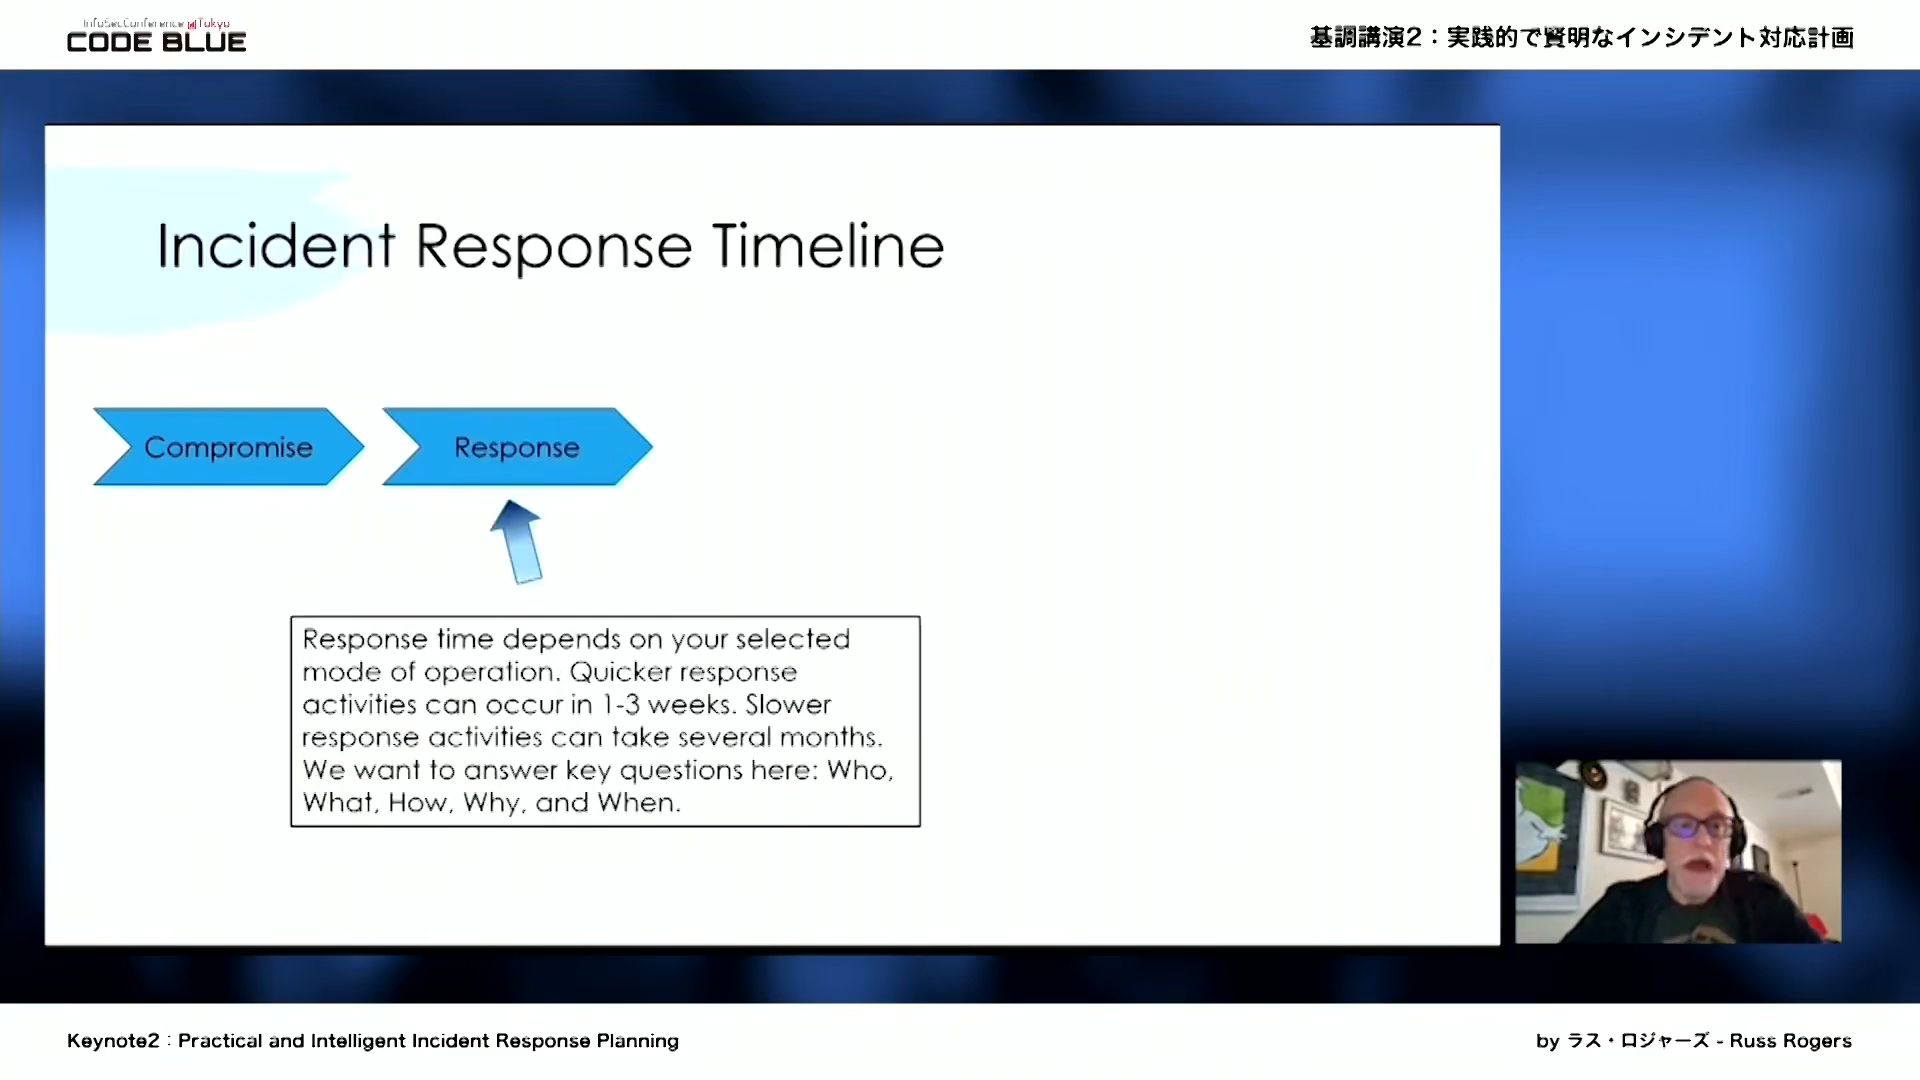 InfoSecConference @Tokyo
CODE BLUE
基調講演2：実践的で賢明なインシデント対応計画
Incident Response Timeline
Compromise
Response
Response time depends on your selected
mode of operation. Quicker response
activities can occur in 1-3 weeks. Slower
response activities can take several months.
We want to answer key questions here: Who,
What, How, Why, and When.
Keynote2 : Practical and Intelligent Incident Response Planning
by ラス・ロジャーズ - Russ Rogers